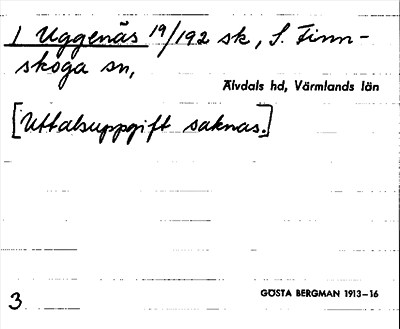 1 Uggenäs 19/192 sk, S. Finn-
skoga sn,
Älvdals hd, Värmlands län
[Uttalsuppgift saknas.]
3
GÖSTA BERGMAN 1913–16